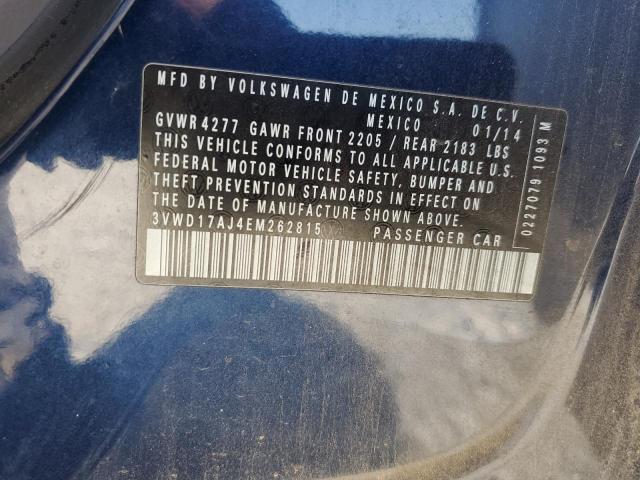 MFD BY VOLKSWAGEN DE MEXICO S.A. DE C.V.
MEXICO 01/14
GVWR 4277 GAWR FRONT 2205 / REAR 2183 LBS
THIS VEHICLE CONFORMS TO ALL APPLICABLE U.S.
FEDERAL MOTOR VEHICLE SAFETY, BUMPER AND
THEFT PREVENTION STANDARDS IN EFFECT ON
THE DATE OF MANUFACTURE SHOWN ABOVE.
3VWD17AJ4EM262815 PASSENGER CAR
0227079 1093 M